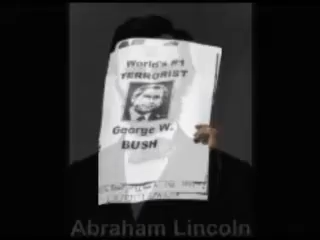 World's #1
TERRORIST
George W.
BUSH
Abraham Lincoln